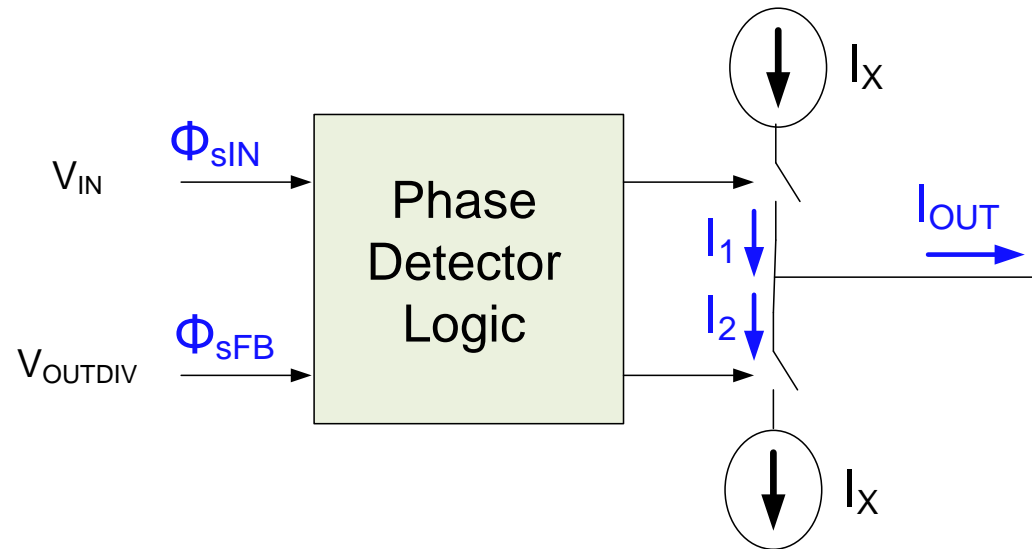 I_X
Φ_sIN
V_IN
Phase
Detector
Logic
I_1
I_OUT
I_2
Φ_sFB
V_OUTDIV
I_X